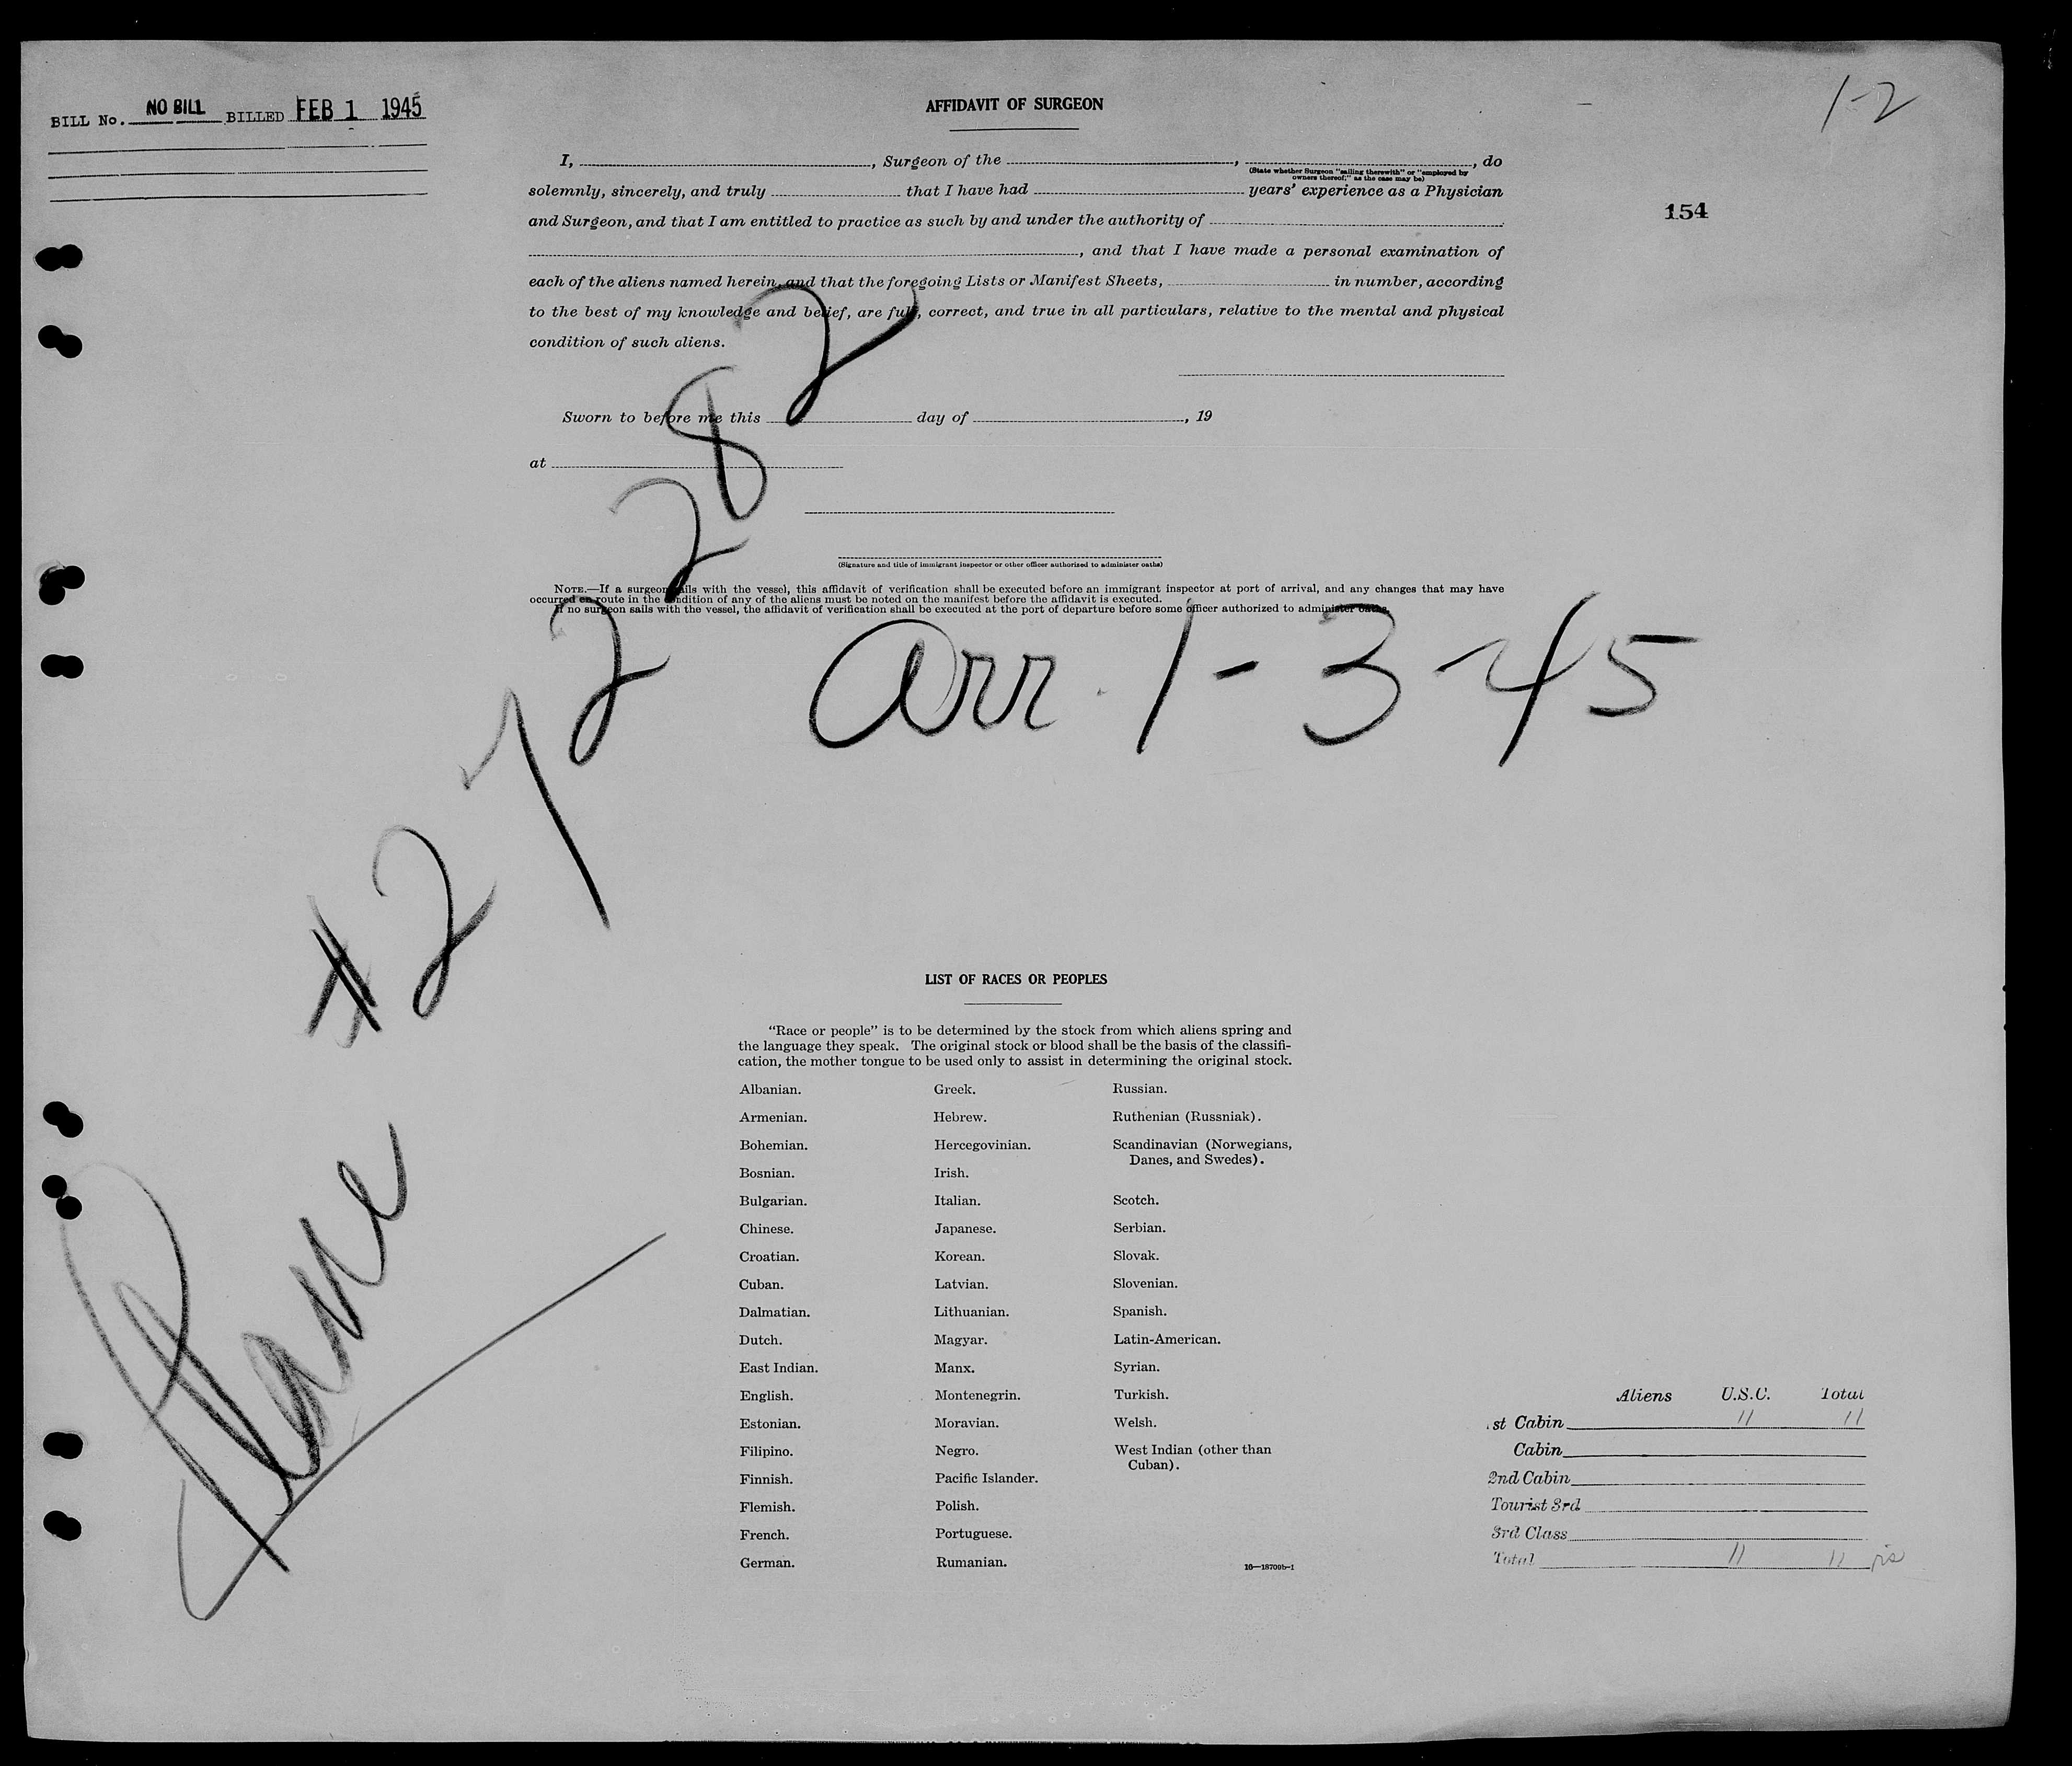 1-2
BILL No. NO BILL BILLED FEB 1 1945
AFFIDAVIT OF SURGEON
I, , Surgeon of the , , do
(State whether Surgeon "sailing therewith" or "employed by
owners thereof," as the case may be)
solemnly, sincerely, and truly that I have had years' experience as a Physician
154
and Surgeon, and that I am entitled to practice as such by and under the authority of
, and that I have made a personal examination of
each of the aliens named herein, and that the foregoing Lists or Manifest Sheets, in number, according
to the best of my knowledge and belief, are full, correct, and true in all particulars, relative to the mental and physical
condition of such aliens.
Sworn to before me this day of , 19
at
(Signature and title of immigrant inspector or other officer authorized to administer oaths)
NOTE.—If a surgeon sails with the vessel, this affidavit of verification shall be executed before an immigrant inspector at port of arrival, and any changes that may have
occurred en route in the condition of any of the aliens must be noted on the manifest before the affidavit is executed.
If no surgeon sails with the vessel, the affidavit of verification shall be executed at the port of departure before some officer authorized to administer oaths.
Plane #272282
arr. 1-3-45
LIST OF RACES OR PEOPLES
"Race or people" is to be determined by the stock from which aliens spring and
the language they speak. The original stock or blood shall be the basis of the classifi-
cation, the mother tongue to be used only to assist in determining the original stock.
Albanian.
Armenian.
Bohemian.
Bosnian.
Bulgarian.
Chinese.
Croatian.
Cuban.
Dalmatian.
Dutch.
East Indian.
English.
Estonian.
Filipino.
Finnish.
Flemish.
French.
German.
Greek.
Hebrew.
Hercegovinian.
Irish.
Italian.
Japanese.
Korean.
Latvian.
Lithuanian.
Magyar.
Manx.
Montenegrin.
Moravian.
Negro.
Pacific Islander.
Polish.
Portuguese.
Rumanian.
Russian.
Ruthenian (Russniak).
Scandinavian (Norwegians,
Danes, and Swedes).
Scotch.
Serbian.
Slovak.
Slovenian.
Spanish.
Latin-American.
Syrian.
Turkish.
Welsh.
West Indian (other than
Cuban).
16—18709b-1
Aliens U.S.C. Total
st Cabin 11 11
Cabin
2nd Cabin
Tourist 3rd
3rd Class
Total 11 11